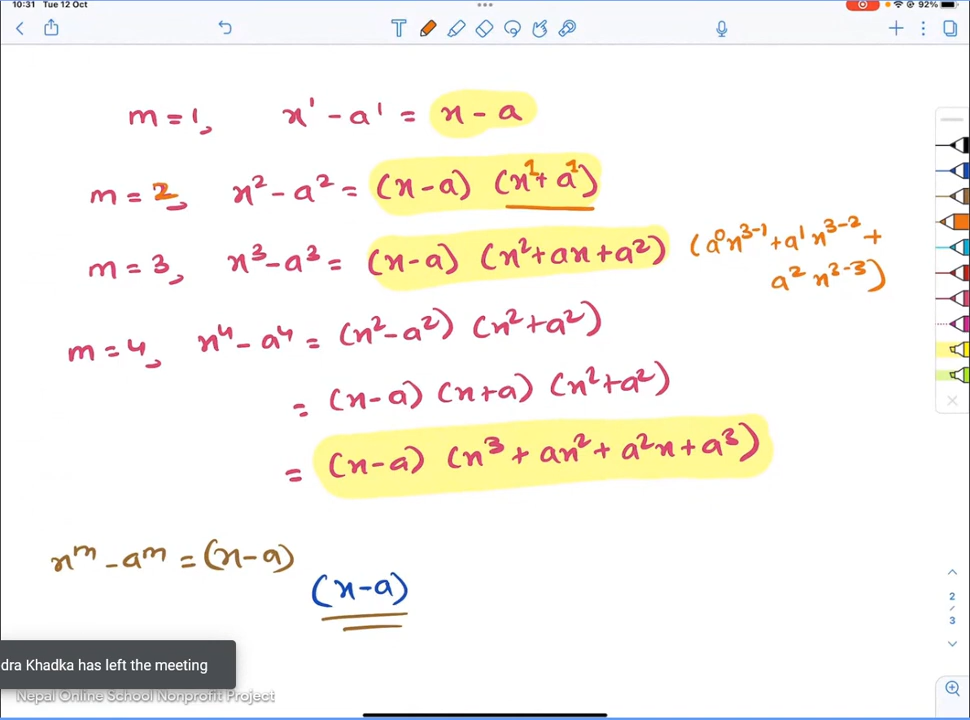 10:31 Tue 12 Oct
92%
m = 1, x¹ - a¹ = x - a
m = 2, x² - a² = (x-a) (x¹ + a¹)
m = 3, x³ - a³ = (x-a) (x² + ax + a²) (a⁰x³⁻¹ + a¹x³⁻² +
a² x³⁻³)
m = 4, x⁴ - a⁴ = (x² - a²) (x² + a²)
= (x-a) (x+a) (x² + a²)
= (x-a) (x³ + ax² + a²x + a³)
xᵐ - aᵐ = (x-a)
(x-a)
2
/
3
dra Khadka has left the meeting
Nepal Online School Nonprofit Project